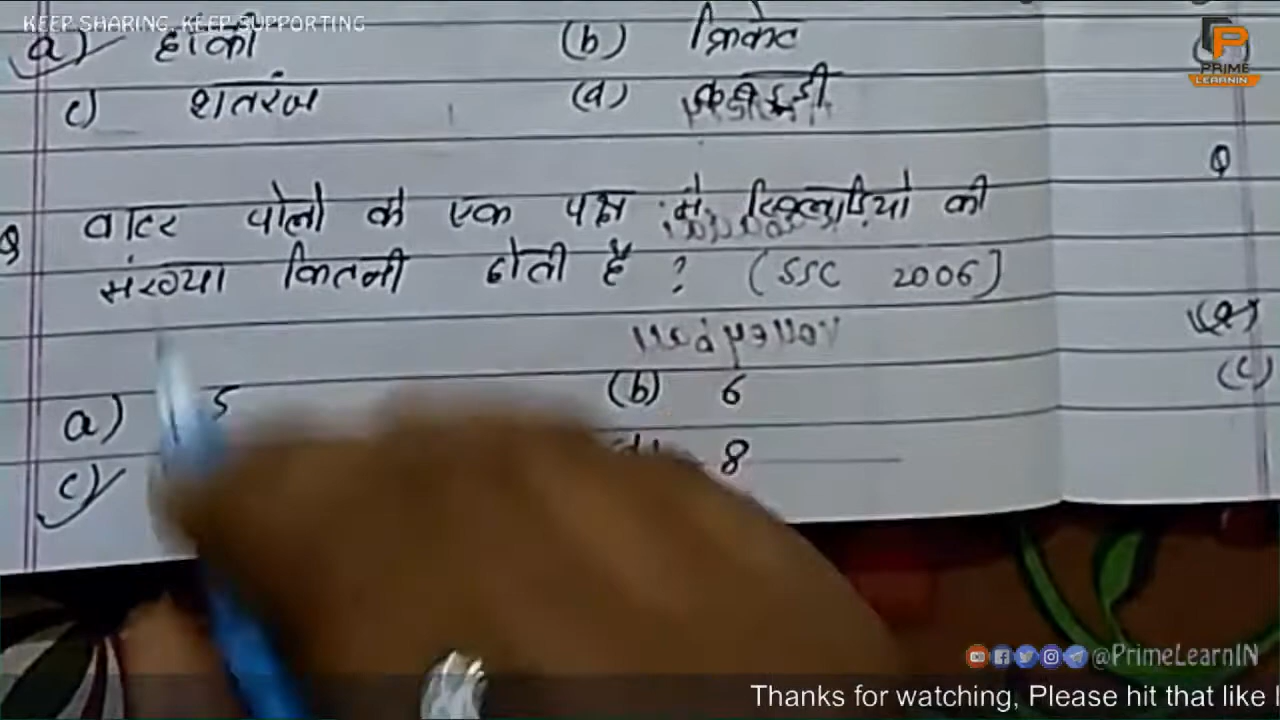 KEEP SHARING, KEEP SUPPORTING
a) हॉकी (b) क्रिकेट
c) शतरंज (d) कबड्डी
PRIME
LEARNIN
Q
Q वाटर पोलो के एक पक्ष मे खिलाड़ियो की
संख्या कितनी होती है ? (SSC 2006)
a) 5 (b) 6
c) 8
(c)
@PrimeLearnIN
Thanks for watching, Please hit that like